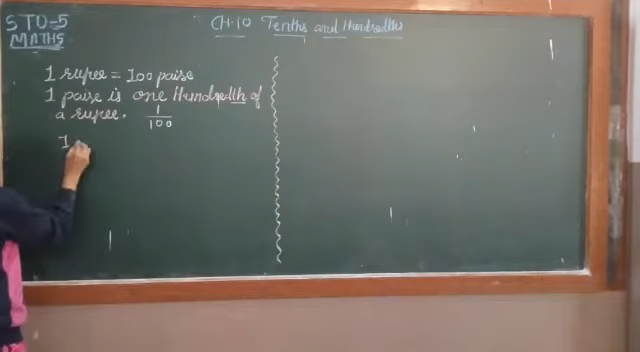 STD-5
MATHS
CH.10 Tenths and Hundredths
1 rupee = 100 paise
1 paise is one Hundredth of
a rupee. 1/100
1